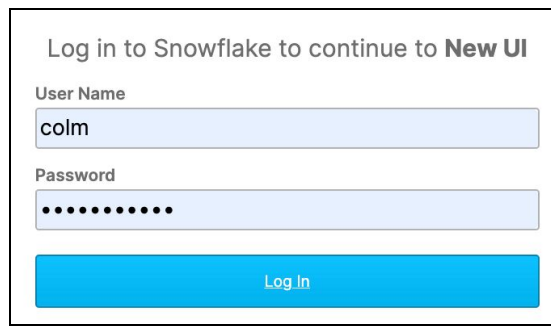 Log in to Snowflake to continue to New UI
User Name
colm
Password
•••••••••••
Log In